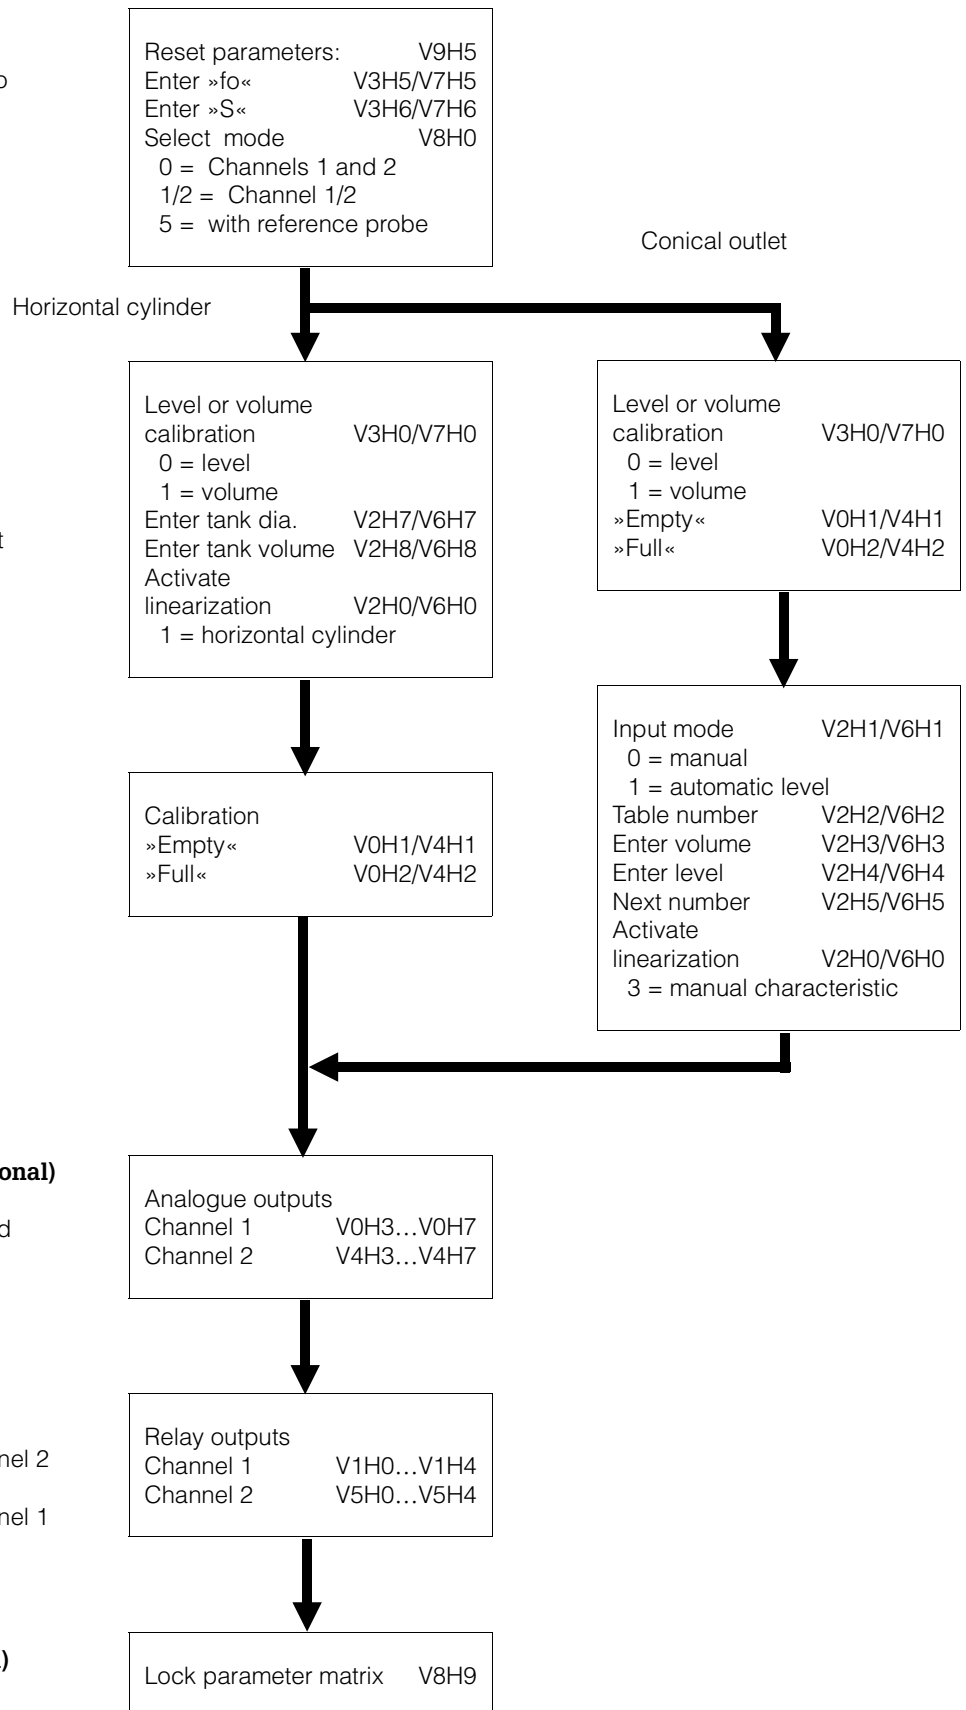 Reset parameters: V9H5
Enter »fo« V3H5/V7H5
Enter »S« V3H6/V7H6
Select mode V8H0
0 = Channels 1 and 2
1/2 = Channel 1/2
5 = with reference probe
o
Conical outlet
Horizontal cylinder
Level or volume
calibration V3H0/V7H0
0 = level
1 = volume
Enter tank dia. V2H7/V6H7
Enter tank volume V2H8/V6H8
Activate
linearization V2H0/V6H0
1 = horizontal cylinder
t
Level or volume
calibration V3H0/V7H0
0 = level
1 = volume
»Empty« V0H1/V4H1
»Full« V0H2/V4H2
Calibration
»Empty« V0H1/V4H1
»Full« V0H2/V4H2
Input mode V2H1/V6H1
0 = manual
1 = automatic level
Table number V2H2/V6H2
Enter volume V2H3/V6H3
Enter level V2H4/V6H4
Next number V2H5/V6H5
Activate
linearization V2H0/V6H0
3 = manual characteristic
onal)
d
Analogue outputs
Channel 1 V0H3...V0H7
Channel 2 V4H3...V4H7
Relay outputs
Channel 1 V1H0...V1H4
Channel 2 V5H0...V5H4
nel 2
nel 1
)
Lock parameter matrix V8H9